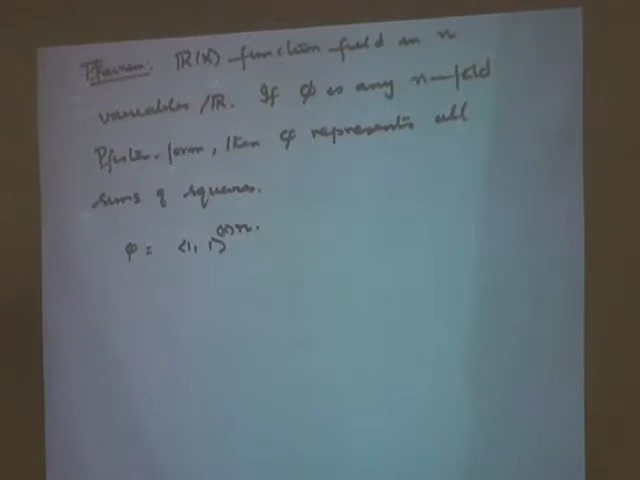 Theorem: ℝ(X) function field in n
variables /ℝ. If φ is any n-fold
Pfister form, then φ represents all
sums of squares.
φ = <1, 1>^⊗n.